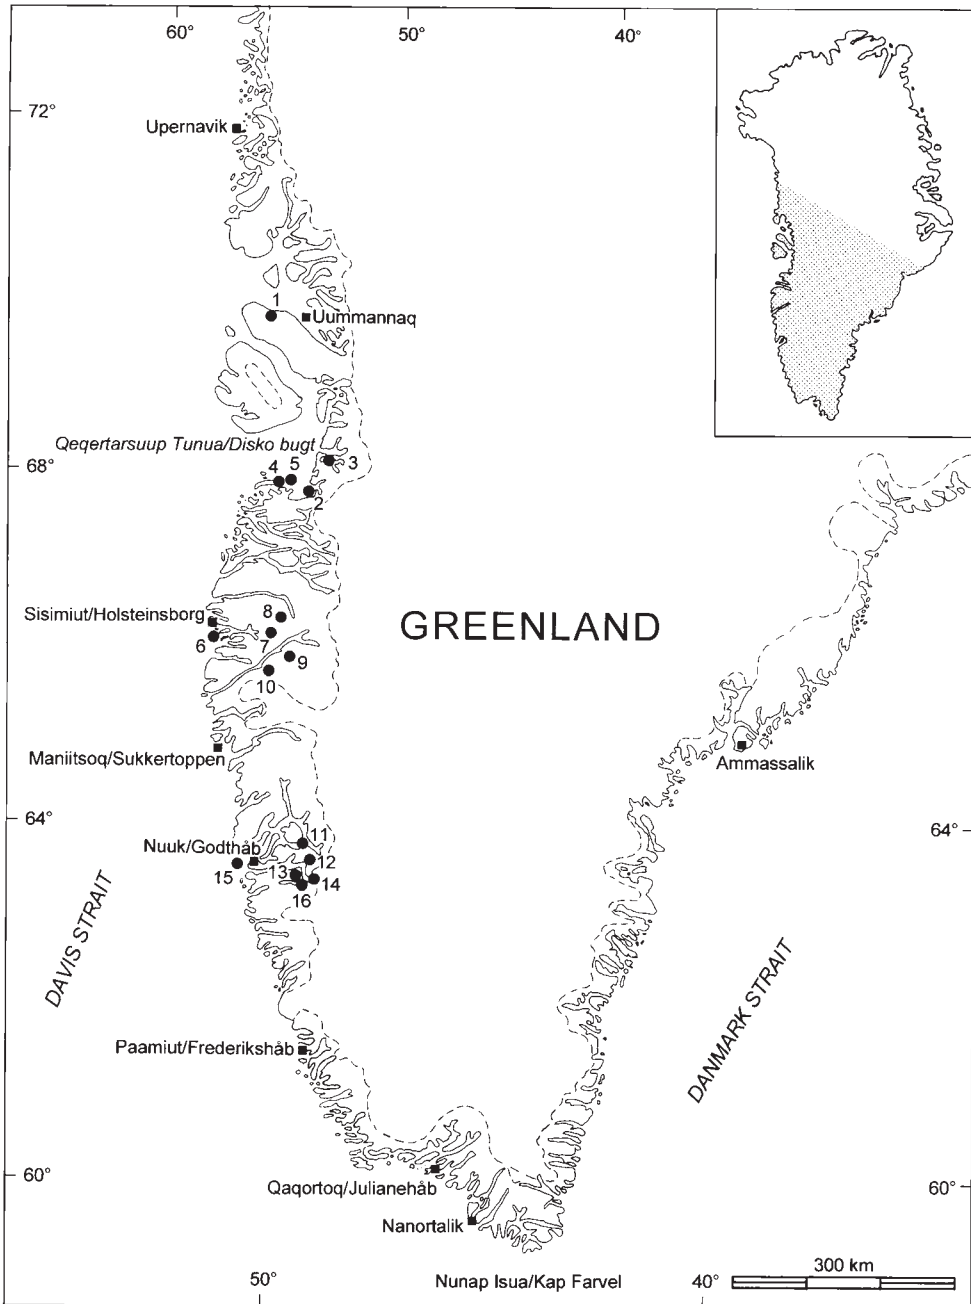 60° 50° 40°
72°
Upernavik
1
Uummannaq
Qeqertarsuup Tunua/Disko bugt
68°
4 5 3
2
Sisimiut/Holsteinsborg
8
6 7 9
10
GREENLAND
Maniitsoq/Sukkertoppen
Ammassalik
64° 64°
11
Nuuk/Godthåb
12
15 13 14
16
DAVIS STRAIT
DANMARK STRAIT
Paamiut/Frederikshåb
60° 60°
Qaqortoq/Julianehåb
Nanortalik
50° Nunap Isua/Kap Farvel 40° 300 km